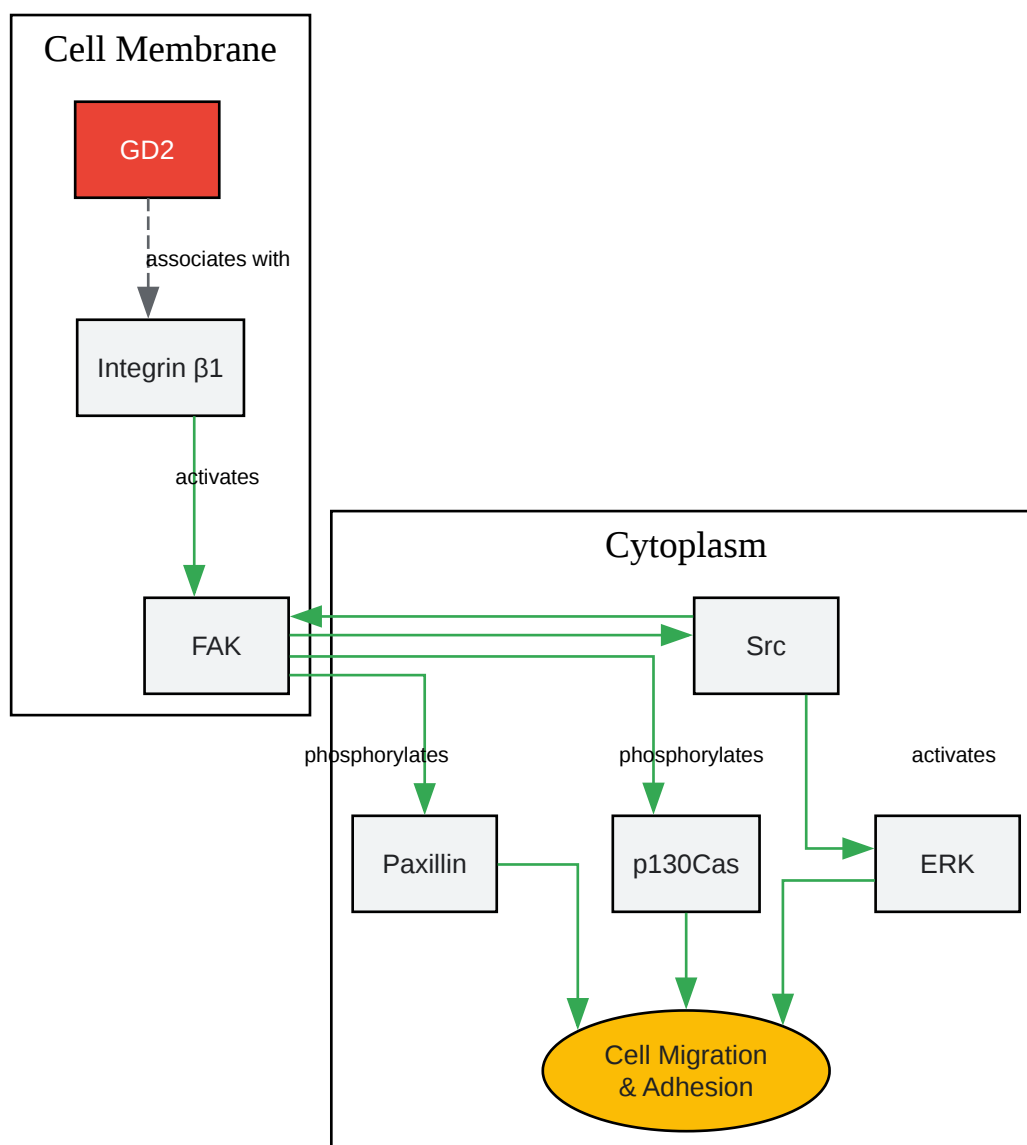 Cell Membrane
GD2
associates with
Integrin β1
activates
Cytoplasm
FAK
Src
phosphorylates
phosphorylates
activates
Paxillin
p130Cas
ERK
Cell Migration
& Adhesion